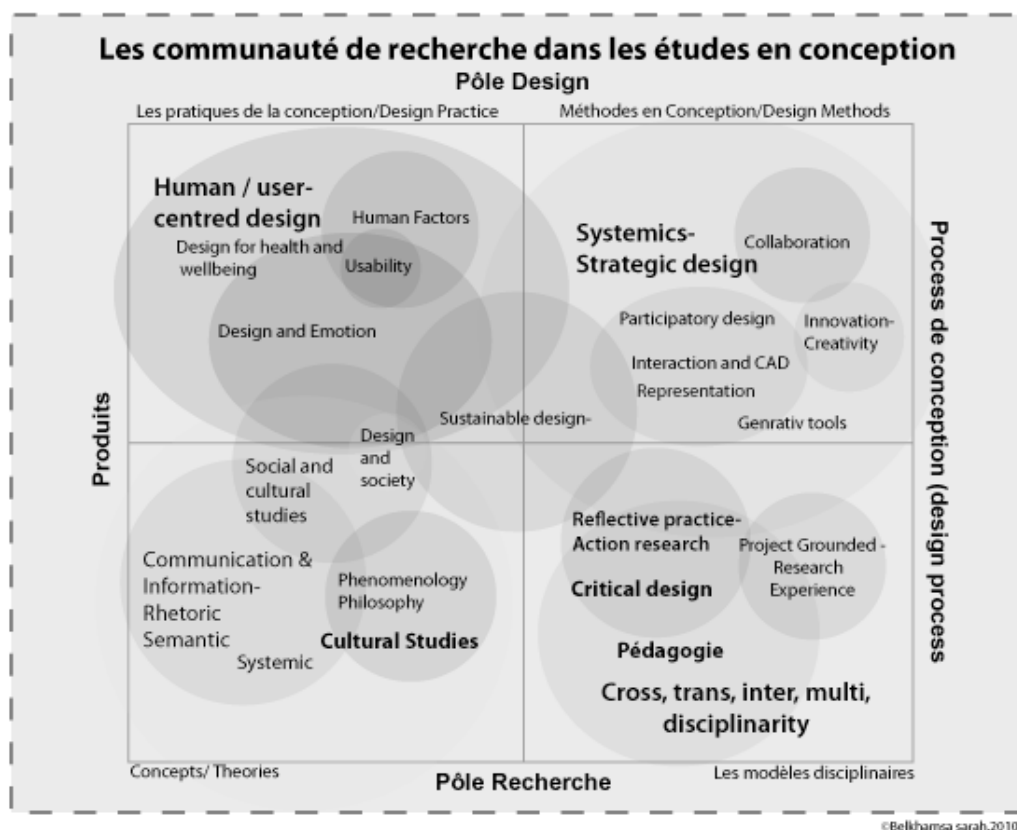 Les communauté de recherche dans les études en conception
Pôle Design
Les pratiques de la conception/Design Practice
Méthodes en Conception/Design Methods
Human / user-
centred design
Human Factors
Design for health and
wellbeing
Usability
Design and Emotion
Systemics-
Strategic design
Collaboration
Participatory design
Innovation-
Creativity
Interaction and CAD
Representation
Genrativ tools
Sustainable design-
Produits
Process de conception (design process
Design
and
society
Social and
cultural
studies
Communication &
Information-
Rhetoric
Semantic
Systemic
Phenomenology
Philosophy
Cultural Studies
Reflective practice-
Action research
Critical design
Project Grounded -
Research
Experience
Pédagogie
Cross, trans, inter, multi,
disciplinarity
Concepts/ Theories
Pôle Recherche
Les modèles disciplinaires
©Belkhamsa sarah,2010